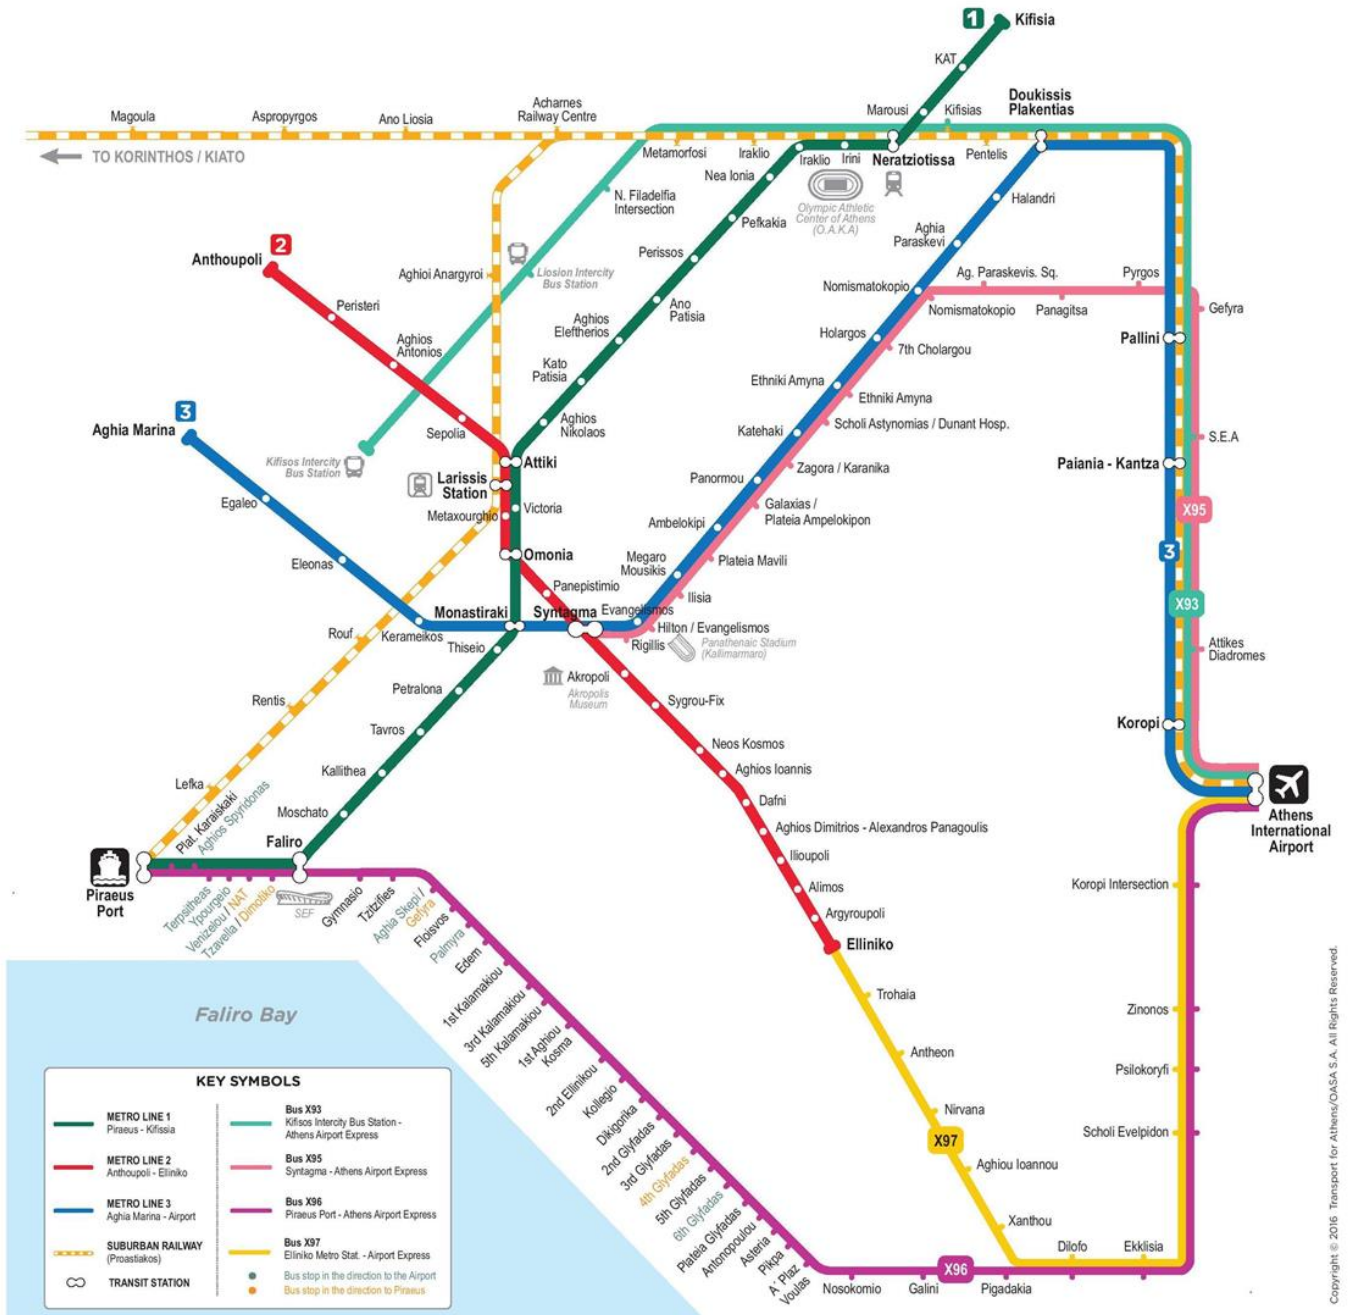 1
Kifisia
KAT
Marousi
Kifisias
Doukissis
Plakentias
Magoula
Aspropyrgos
Ano Liosia
Acharnes
Railway Centre
TO KORINTHOS / KIATO
Metamorfosi
Iraklio
Iraklio
Irini
Neratziotissa
Pentelis
Nea Ionia
Olympic Athletic
Center of Athens
(O.A.K.A)
N. Filadelfia
Intersection
Halandri
Pefkakia
Aghia
Paraskevi
2
Anthoupoli
Perissos
Aghioi Anargyroi
Liosion Intercity
Bus Station
Ag. Paraskevis. Sq.
Pyrgos
Nomismatokopio
Nomismatokopio
Panagitsa
Gefyra
Peristeri
Ano
Patisia
Aghios
Eleftherios
Holargos
7th Cholargou
Pallini
Aghios
Antonios
Kato
Patisia
Ethniki Amyna
Ethniki Amyna
3
Aghia Marina
Sepolia
Aghios
Nikolaos
Katehaki
Scholi Astynomias / Dunant Hosp.
S.E.A
Kifisos Intercity
Bus Station
Attiki
Zagora / Karanika
Paiania - Kantza
Larissis
Station
Panormou
Egaleo
Metaxourghio
Victoria
Galaxias /
Plateia Ampelokipon
X95
Ambelokipi
Eleonas
Omonia
Megaro
Mousikis
Plateia Mavili
3
Panepistimio
Ilisia
X93
Monastiraki
Syntagma
Evangelismos
Rouf
Kerameikos
Thiseio
Hilton / Evangelismos
Rigillis
Panathenaic Stadium
(Kallimarmaro)
Attikes
Diadromes
Akropoli
Akropolis
Museum
Petralona
Rentis
Sygrou-Fix
Tavros
Koropi
Neos Kosmos
Kallithea
Aghios Ioannis
Lefka
Plat. Karaiskaki
Aghios Spyridonas
Moschato
Dafni
Athens
International
Airport
Aghios Dimitrios - Alexandros Panagoulis
Faliro
Ilioupoli
Piraeus
Port
Koropi Intersection
Alimos
Terpsitheas
Ypourgeio
Venizelou / NAT
Tzavella / Dimotiko
SEF
Gymnasio
Tzitzifies
Aghia Skepi /
Gefyra
Floisvos
Palmyra
Edem
Argyroupoli
Elliniko
1st Kalamakiou
3rd Kalamakiou
5th Kalamakiou
1st Aghiou
Kosma
2nd Ellinikou
Kollegio
Dikigorika
2nd Glyfadas
3rd Glyfadas
4th Glyfadas
5th Glyfadas
6th Glyfadas
Plateia Glyfadas
Antonopoulou
Asteria
Pikpa
A' Plaz
Voulas
Trohaia
Zinonos
Antheon
Psilokoryfi
Nirvana
Scholi Evelpidon
X97
Aghiou Ioannou
Xanthou
Dilofo
Ekklisia
X96
Nosokomio
Galini
Pigadakia
Faliro Bay
KEY SYMBOLS
METRO LINE 1
Piraeus - Kifissia
METRO LINE 2
Anthoupoli - Elliniko
METRO LINE 3
Aghia Marina - Airport
SUBURBAN RAILWAY
(Proastiakos)
TRANSIT STATION
Bus X93
Kifisos Intercity Bus Station -
Athens Airport Express
Bus X95
Syntagma - Athens Airport Express
Bus X96
Piraeus Port - Athens Airport Express
Bus X97
Elliniko Metro Stat. - Airport Express
Bus stop in the direction to the Airport
Bus stop in the direction to Piraeus
Copyright © 2016 Transport for Athens/OASA S.A. All Rights Reserved.